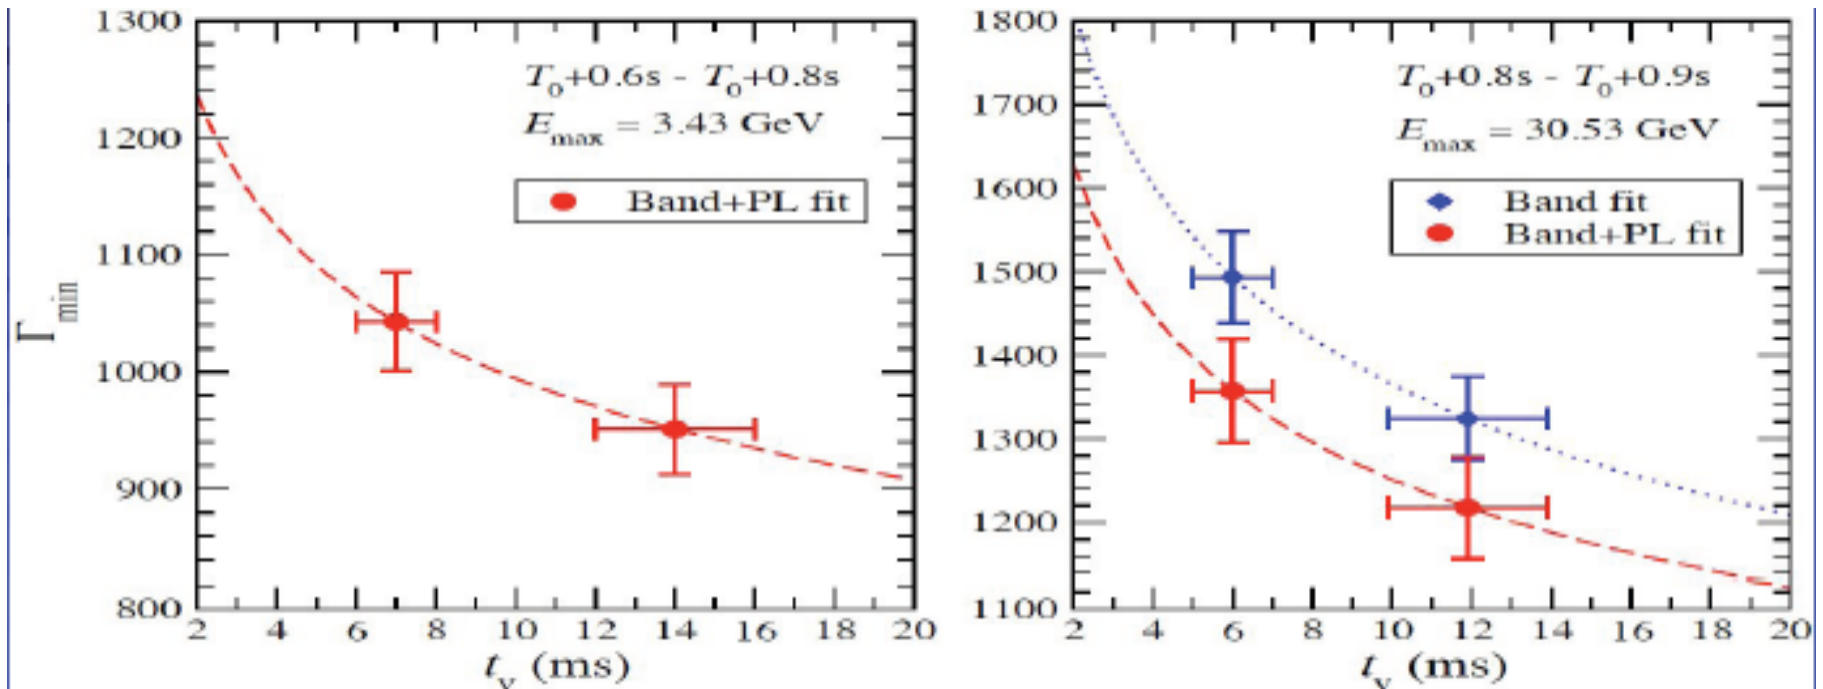 1300
1200
1100
1000
900
800
2 4 6 8 10 12 14 16 18 20
Γmin
tv (ms)
T0+0.6s - T0+0.8s
Emax = 3.43 GeV
Band+PL fit
1800
1700
1600
1500
1400
1300
1200
1100
2 4 6 8 10 12 14 16 18 20
tv (ms)
T0+0.8s - T0+0.9s
Emax = 30.53 GeV
Band fit
Band+PL fit